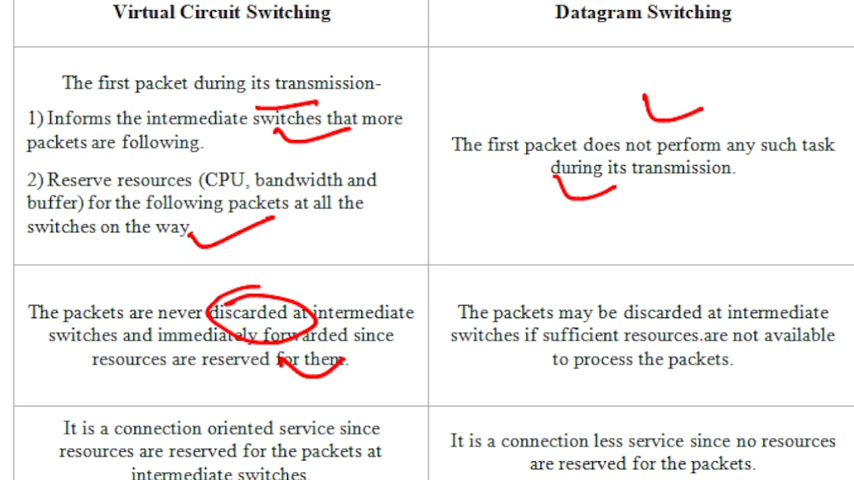 Virtual Circuit Switching
Datagram Switching
The first packet during its transmission-
1) Informs the intermediate switches that more
packets are following.
2) Reserve resources (CPU, bandwidth and
buffer) for the following packets at all the
switches on the way.
The first packet does not perform any such task
during its transmission.
The packets are never discarded at intermediate
switches and immediately forwarded since
resources are reserved for them.
The packets may be discarded at intermediate
switches if sufficient resources.are not available
to process the packets.
It is a connection oriented service since
resources are reserved for the packets at
intermediate switches.
It is a connection less service since no resources
are reserved for the packets.